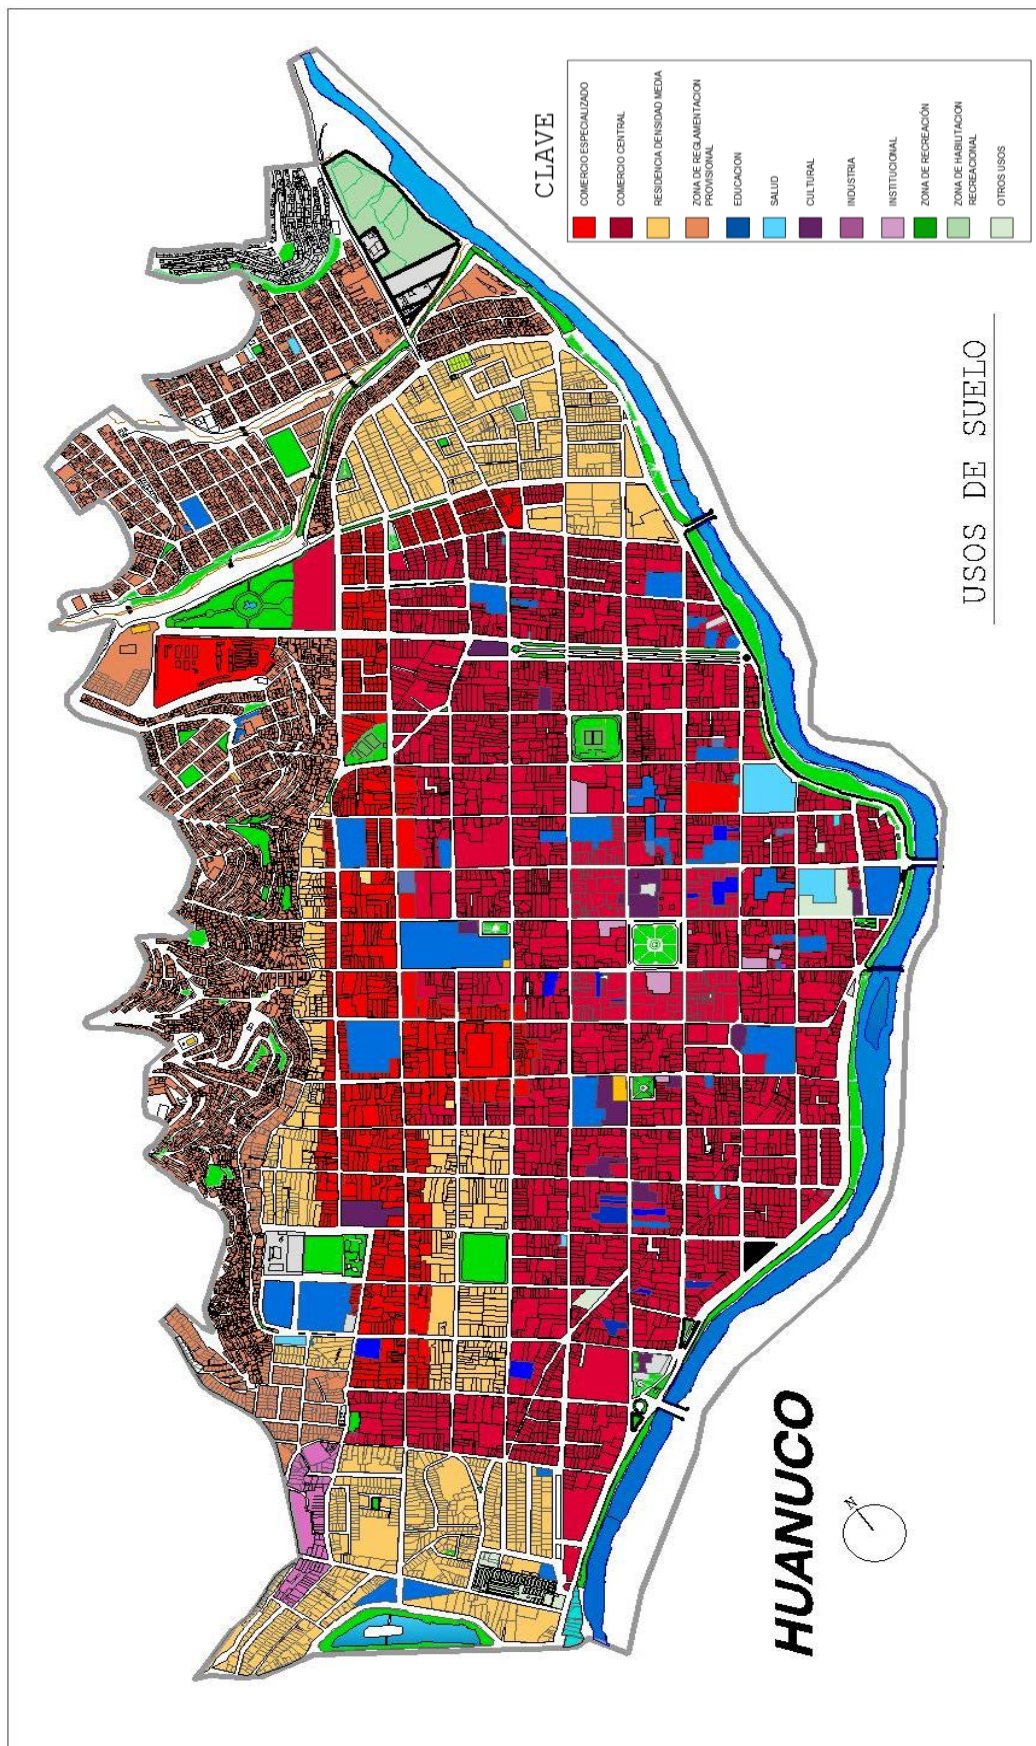 CLAVE
COMERCIO ESPECIALIZADO
COMERCIO CENTRAL
RESIDENCIA DENSIDAD MEDIA
ZONA DE REGLAMENTACION
PROVISIONAL
EDUCACION
SALUD
CULTURAL
INDUSTRIA
INSTITUCIONAL
ZONA DE RECREACIÓN
ZONA DE HABILITACION
RECREACIONAL
OTROS USOS
USOS DE SUELO
HUANUCO
N